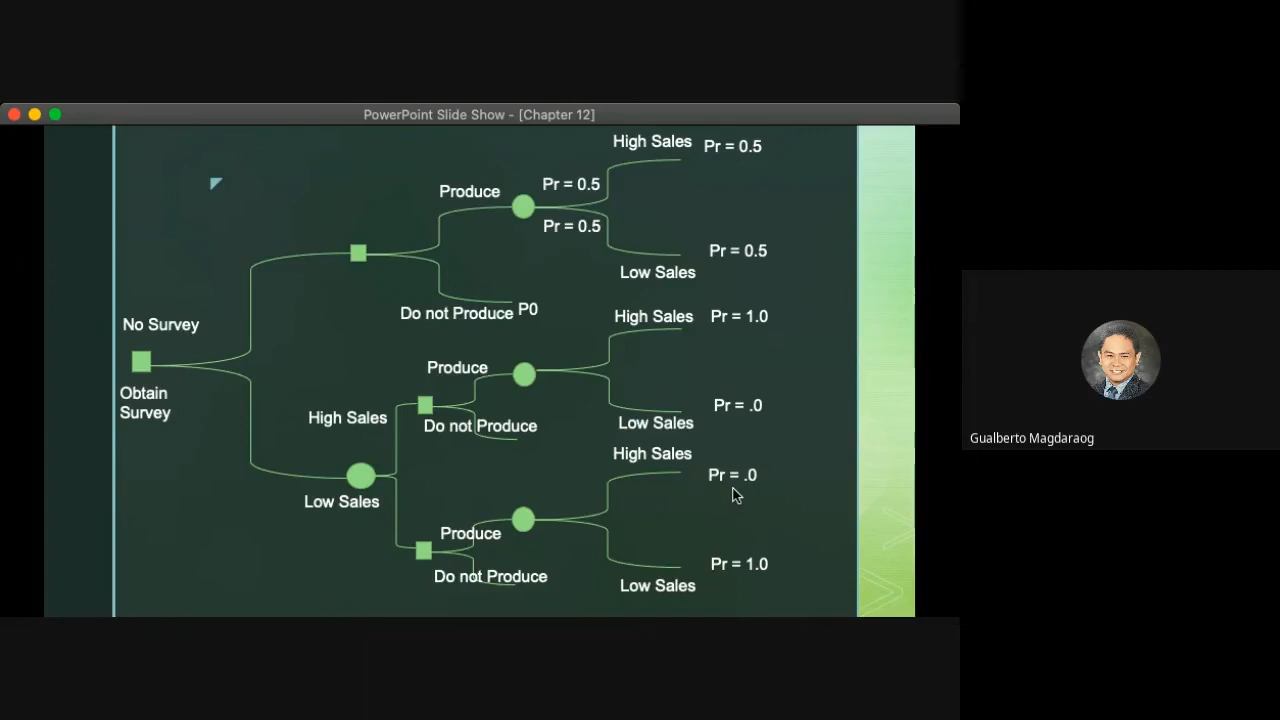 PowerPoint Slide Show - [Chapter 12]
High Sales Pr = 0.5
Produce Pr = 0.5
Pr = 0.5
Pr = 0.5
Low Sales
Do not Produce P0
No Survey
High Sales Pr = 1.0
Produce
Obtain
Survey
Pr = .0
High Sales
Do not Produce
Low Sales
High Sales
Pr = .0
Gualberto Magdaraog
Low Sales
Produce
Pr = 1.0
Do not Produce
Low Sales